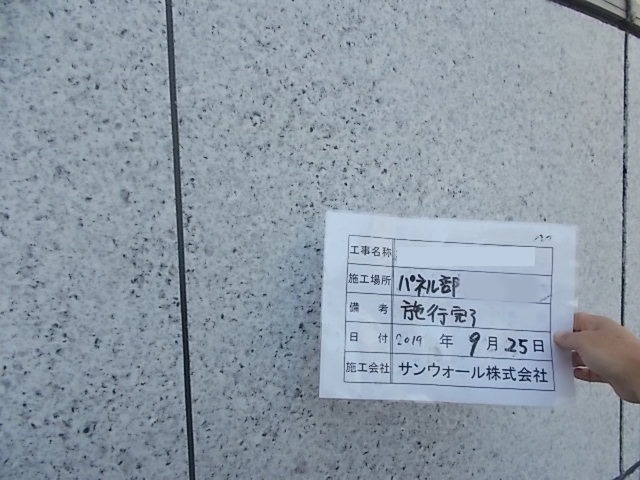 工事名称
施工場所 パネル部
備考 施行完了
日付 2019 年 9月 25日
施工会社 サンウォール株式会社